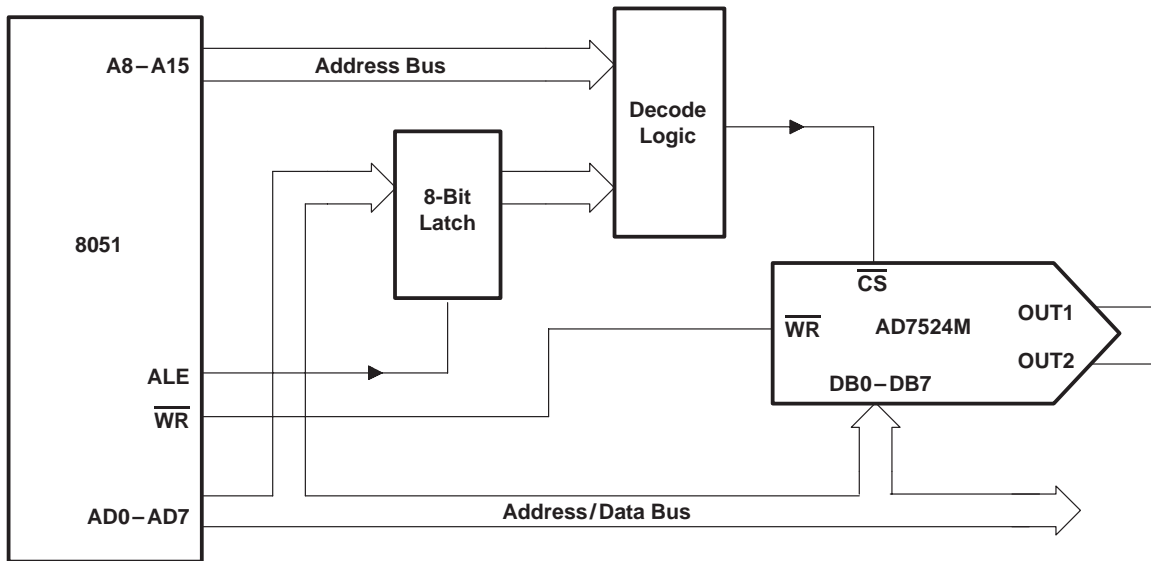 A8–A15
Address Bus
Decode
Logic
8-Bit
Latch
8051
CS
OUT1
WR
AD7524M
OUT2
ALE
DB0–DB7
WR
AD0–AD7
Address/Data Bus